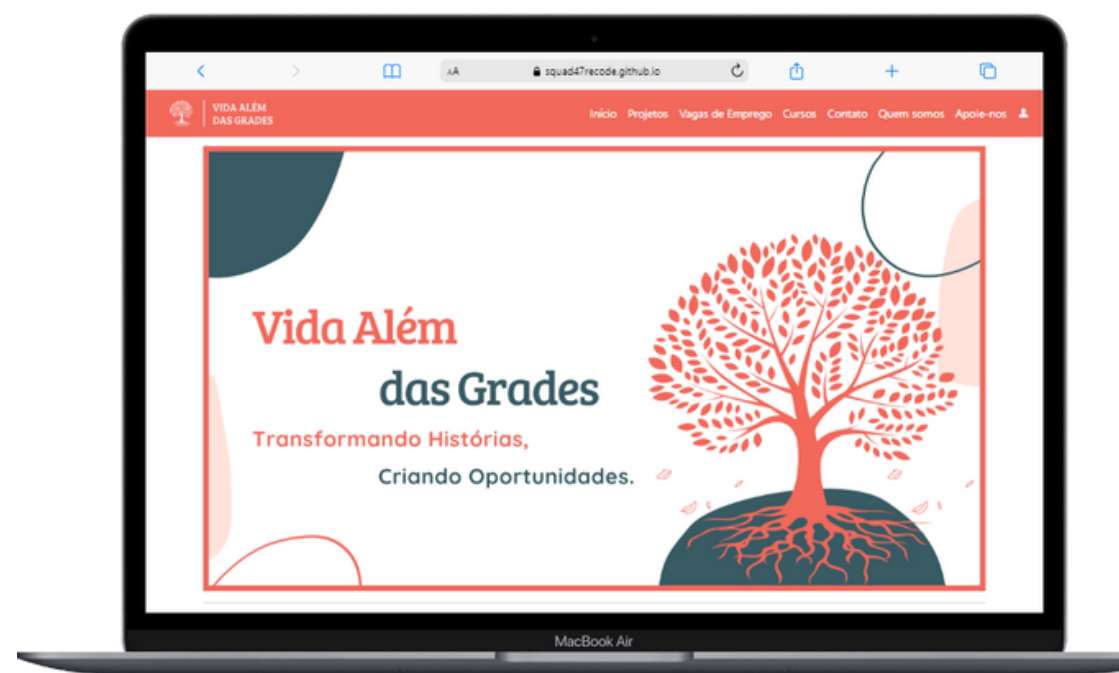 AA
squad47recode.github.io
VIDA ALÉM
DAS GRADES
Início Projetos Vagas de Emprego Cursos Contato Quem somos Apoie-nos
Vida Além
das Grades
Transformando Histórias,
Criando Oportunidades.
MacBook Air